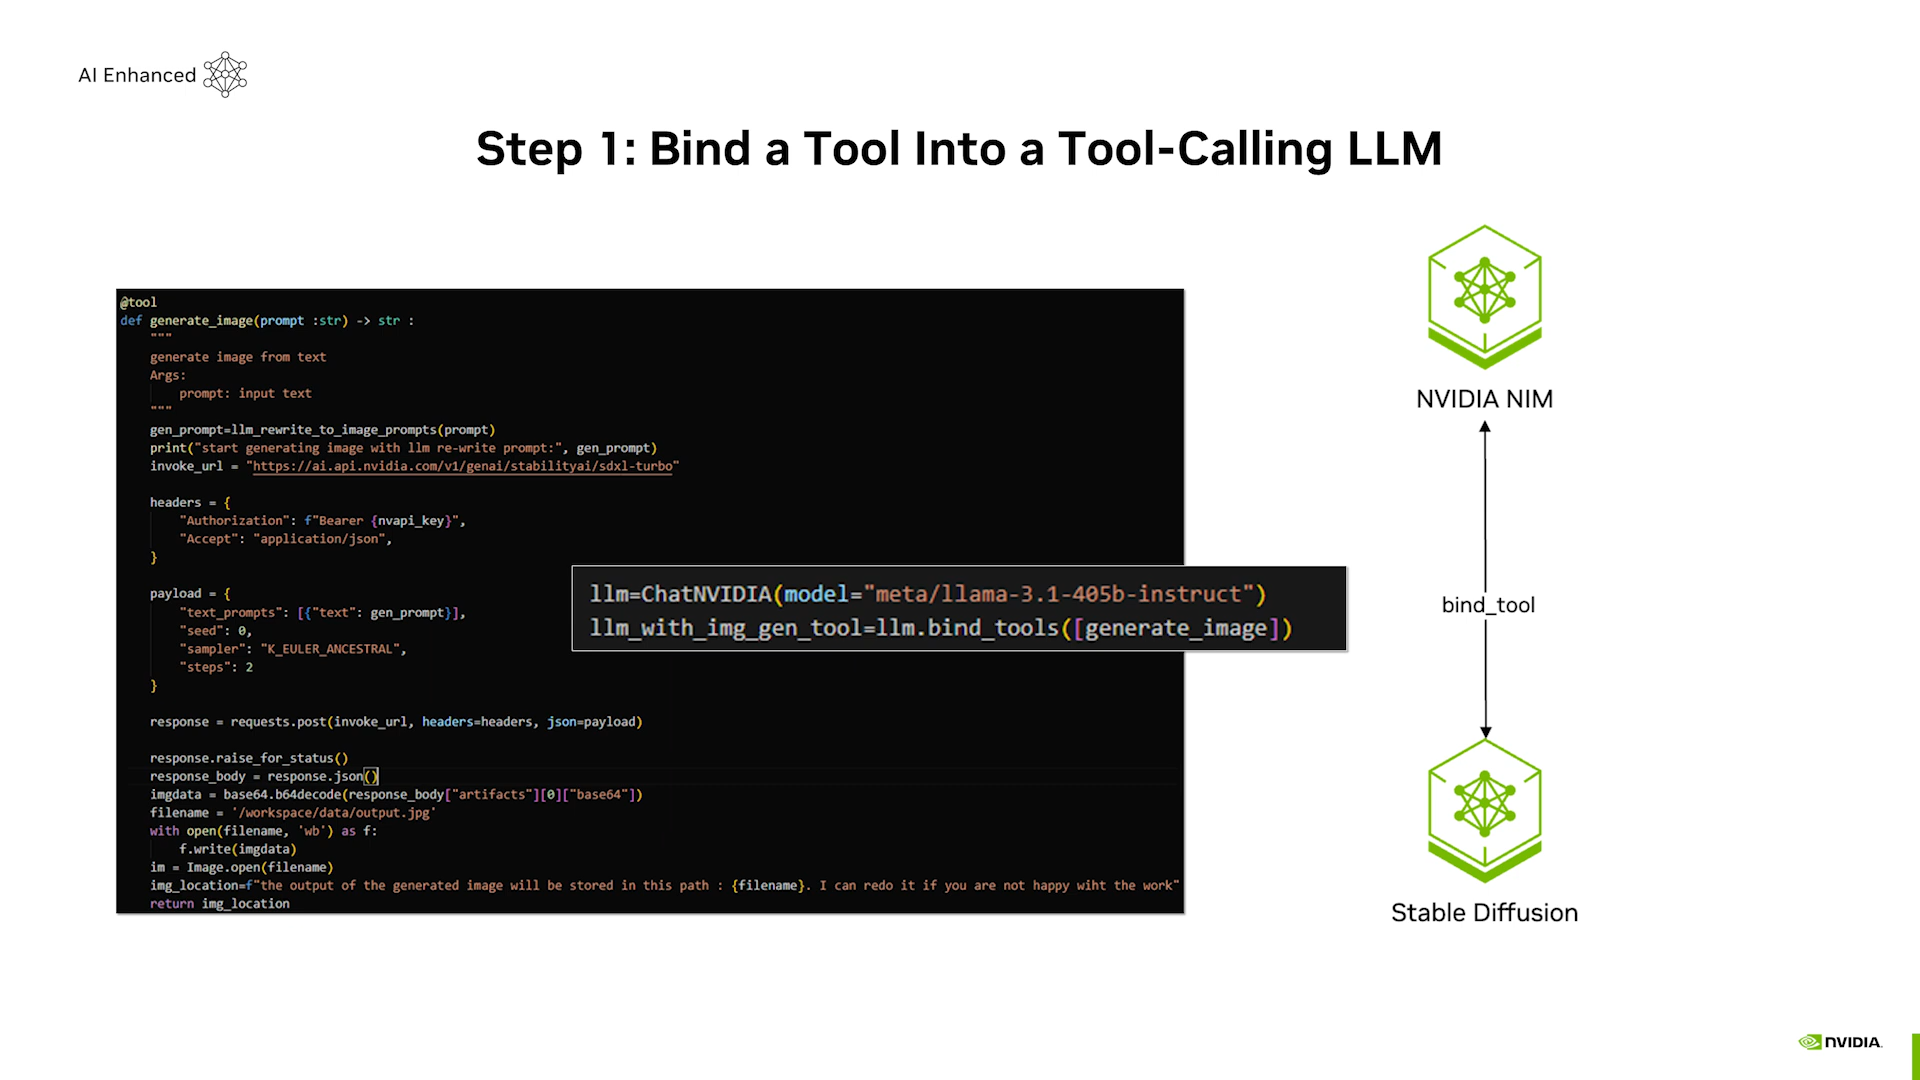 AI Enhanced
Step 1: Bind a Tool Into a Tool-Calling LLM
@tool
def generate_image(prompt :str) -> str :
"""
generate image from text
Args:
prompt: input text
"""
gen_prompt=llm_rewrite_to_image_prompts(prompt)
print("start generating image with llm re-write prompt:", gen_prompt)
invoke_url = "https://ai.api.nvidia.com/v1/genai/stabilityai/sdxl-turbo"
headers = {
"Authorization": f"Bearer {nvapi_key}",
"Accept": "application/json",
}
payload = {
"text_prompts": [{"text": gen_prompt}],
"seed": 0,
"sampler": "K_EULER_ANCESTRAL",
"steps": 2
}
response = requests.post(invoke_url, headers=headers, json=payload)
response.raise_for_status()
response_body = response.json()
imgdata = base64.b64decode(response_body["artifacts"][0]["base64"])
filename = '/workspace/data/output.jpg'
with open(filename, 'wb') as f:
f.write(imgdata)
im = Image.open(filename)
img_location=f"the output of the generated image will be stored in this path : {filename}. I can redo it if you are not happy wiht the work"
return img_location
llm=ChatNVIDIA(model="meta/llama-3.1-405b-instruct")
llm_with_img_gen_tool=llm.bind_tools([generate_image])
NVIDIA NIM
bind_tool
Stable Diffusion
NVIDIA.